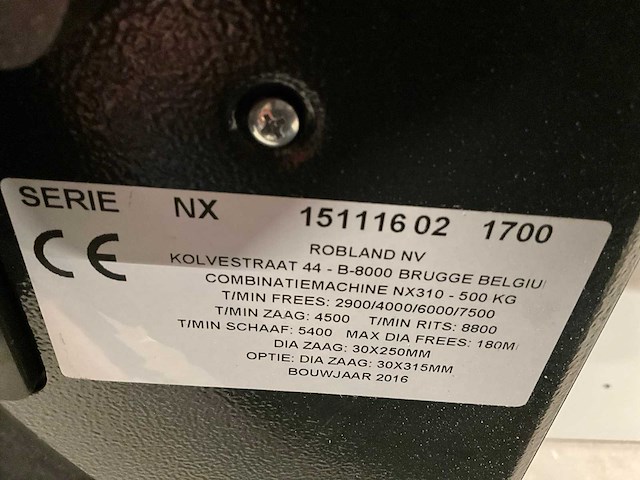 SERIE NX 151116 02 1700
CE
ROBLAND NV
KOLVESTRAAT 44 - B-8000 BRUGGE BELGIU
COMBINATIEMACHINE NX310 - 500 KG
T/MIN FREES: 2900/4000/6000/7500
T/MIN ZAAG: 4500 T/MIN RITS: 8800
T/MIN SCHAAF: 5400 MAX DIA FREES: 180M
DIA ZAAG: 30X250MM
OPTIE: DIA ZAAG: 30X315MM
BOUWJAAR 2016